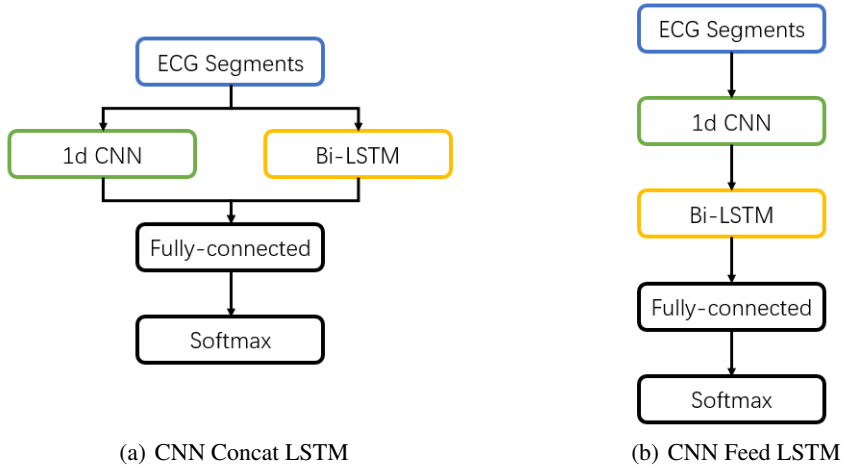 ECG Segments
1d CNN
Bi-LSTM
Fully-connected
Softmax
(a) CNN Concat LSTM
ECG Segments
1d CNN
Bi-LSTM
Fully-connected
Softmax
(b) CNN Feed LSTM